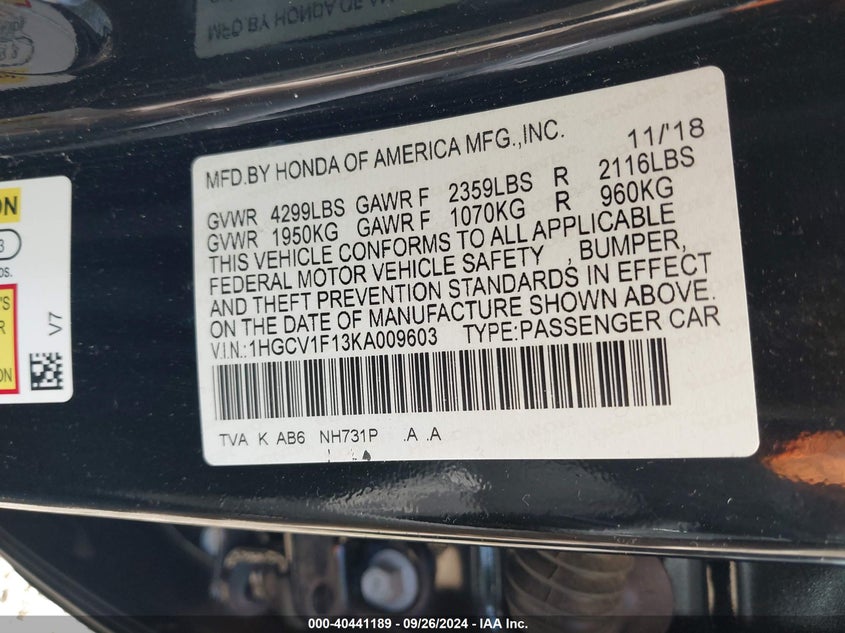 MFD.BY HONDA OF AMERICA MFG.,INC. 11/'18
GVWR 4299LBS GAWR F 2359LBS R 2116LBS
GVWR 1950KG GAWR F 1070KG R 960KG
THIS VEHICLE CONFORMS TO ALL APPLICABLE
FEDERAL MOTOR VEHICLE SAFETY , BUMPER,
AND THEFT PREVENTION STANDARDS IN EFFECT
ON THE DATE OF MANUFACTURE SHOWN ABOVE.
V.I.N.:1HGCV1F13KA009603 TYPE:PASSENGER CAR
TVA K AB6 NH731P .A .A
V7
000-40441189 - 09/26/2024 - IAA Inc.